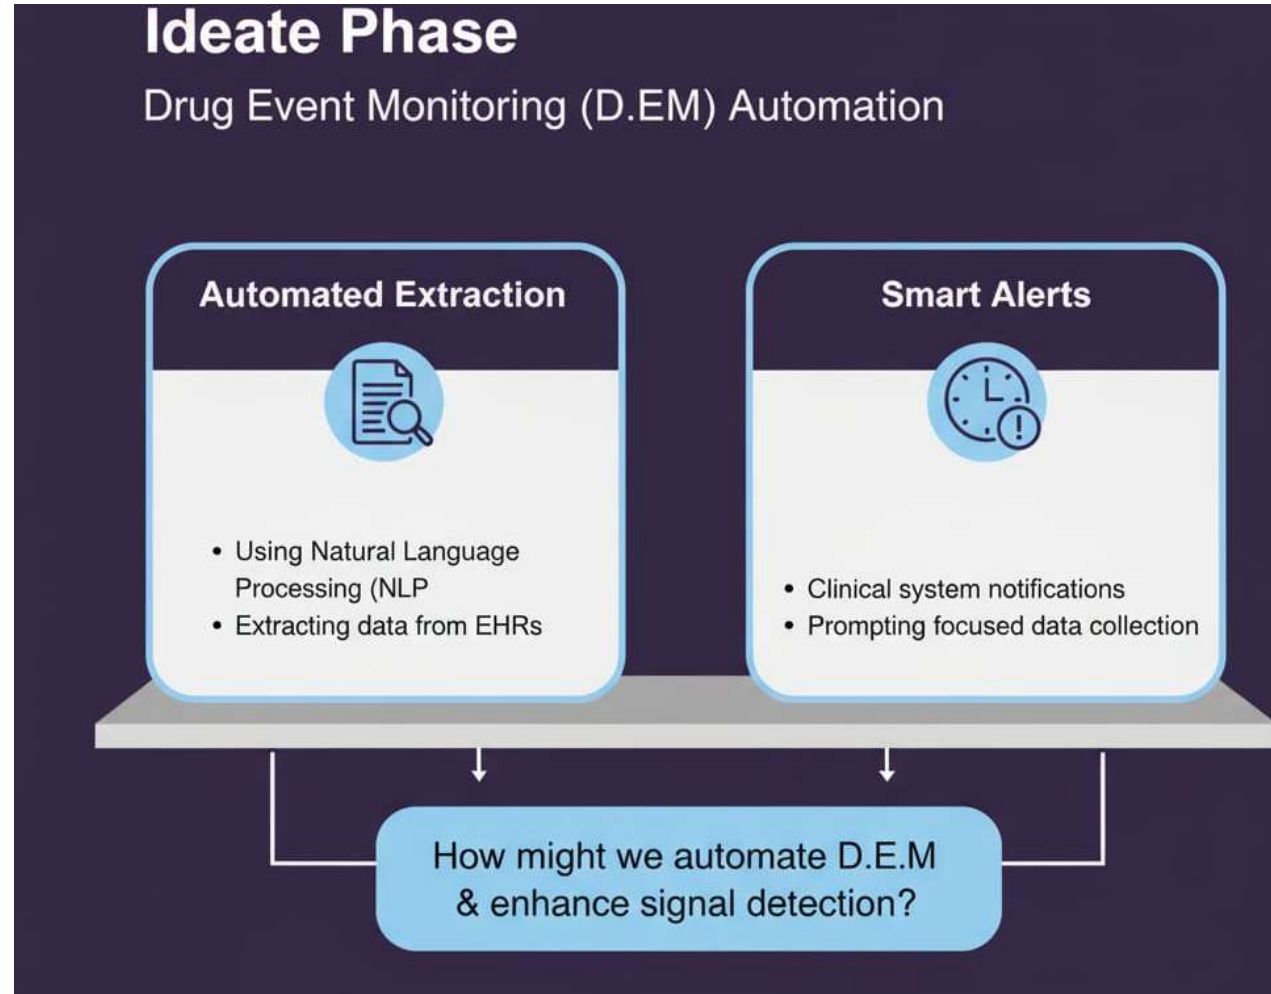 Ideate Phase
Drug Event Monitoring (D.EM) Automation
Automated Extraction
• Using Natural Language
Processing (NLP
• Extracting data from EHRs
Smart Alerts
• Clinical system notifications
• Prompting focused data collection
How might we automate D.E.M
& enhance signal detection?